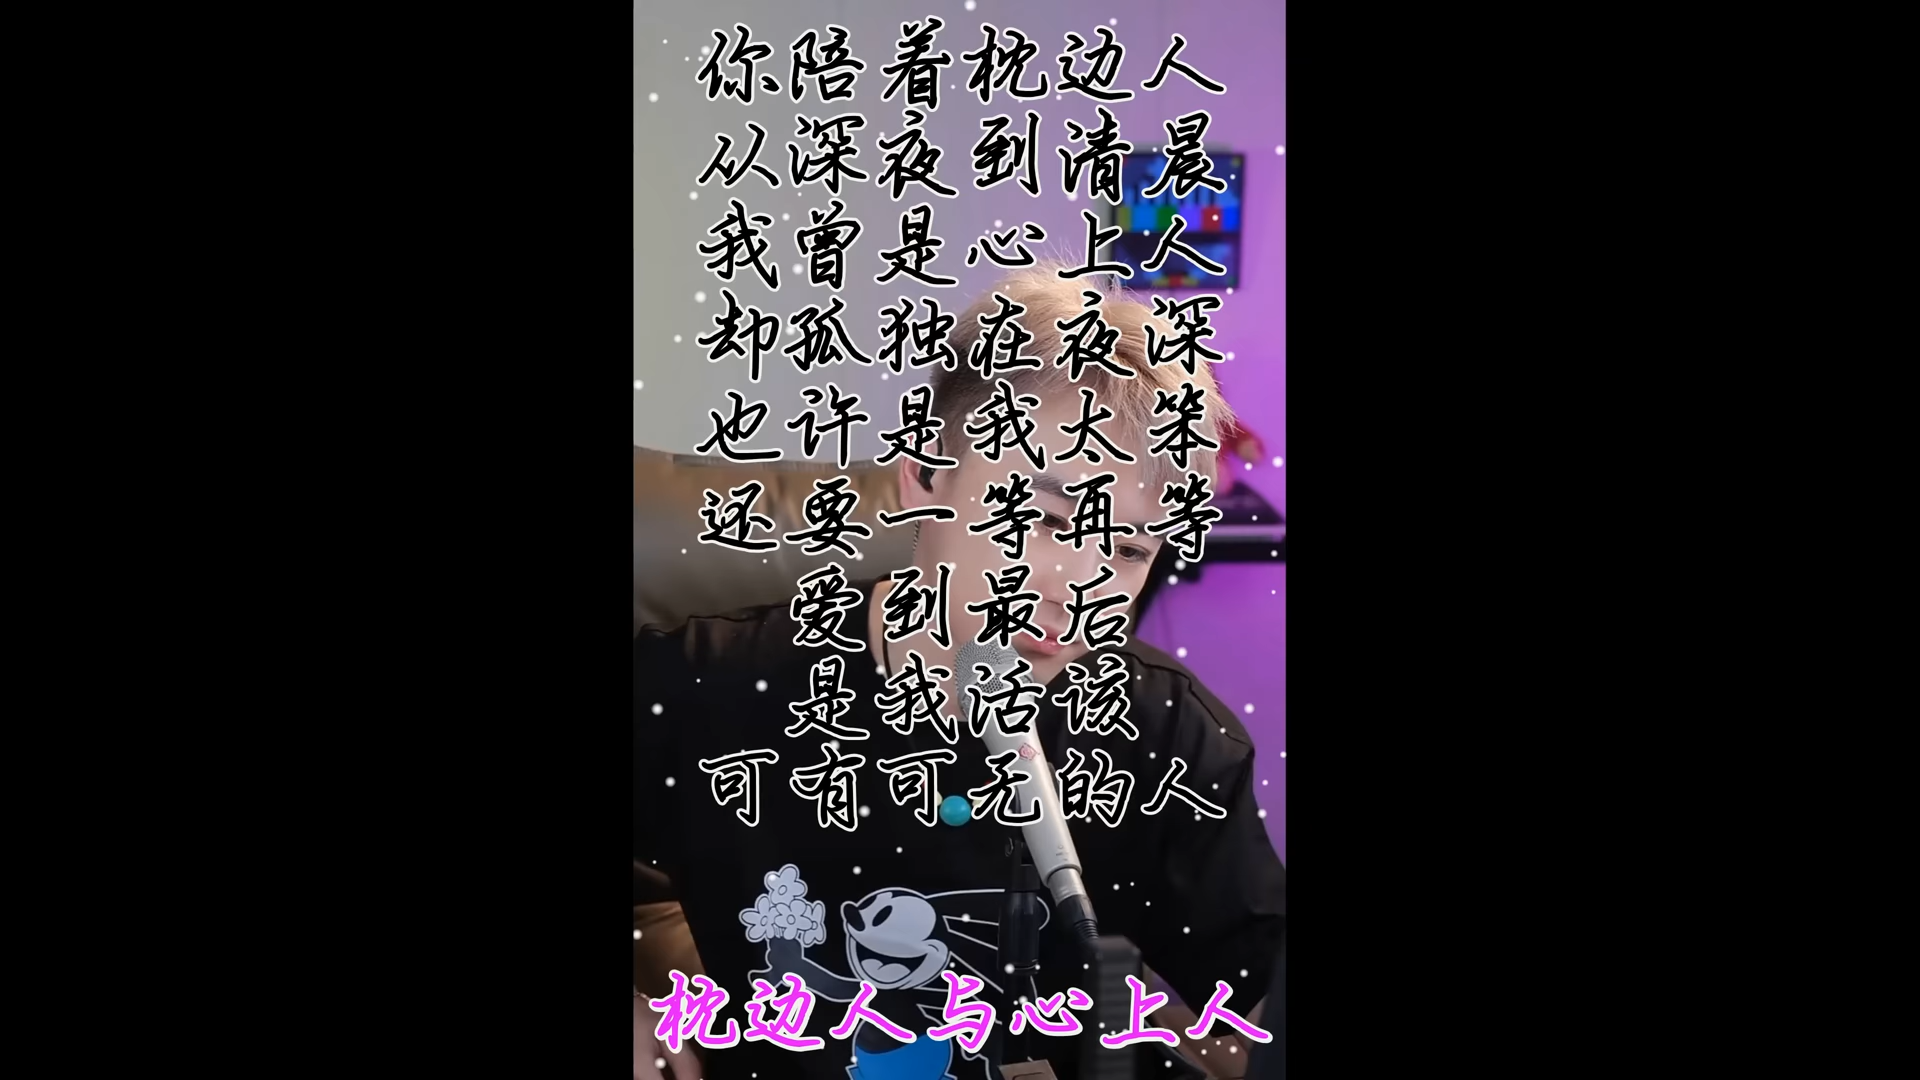 你陪着枕边人
从深夜到清晨
我曾是心上人
却孤独在夜深
也许是我太笨
还要一等再等
爱到最后
是我活该
可有可无的人
枕边人与心上人